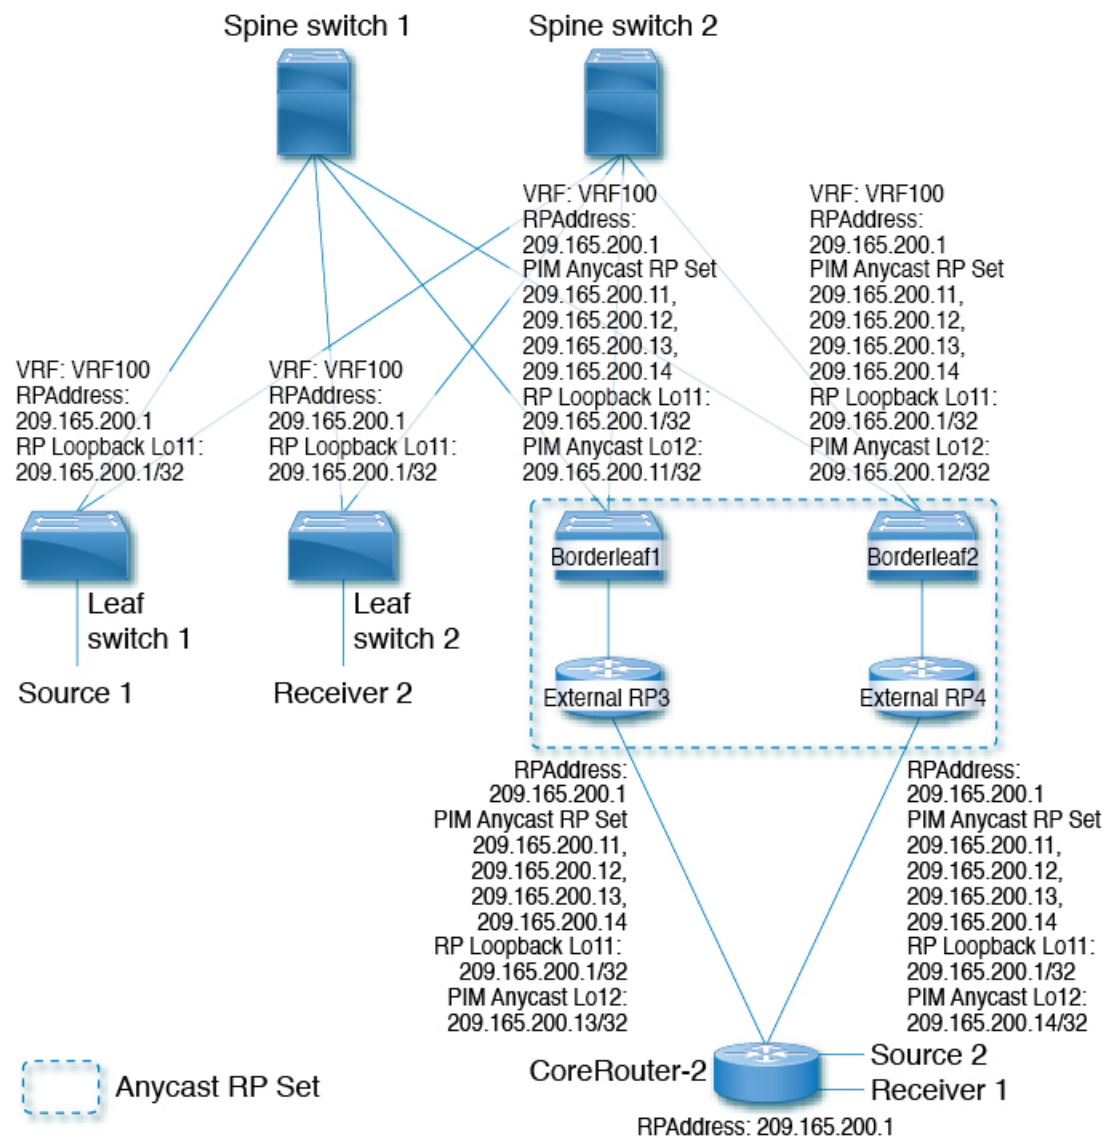 Spine switch 1
Spine switch 2
VRF: VRF100
RPAddress:
209.165.200.1
PIM Anycast RP Set
209.165.200.11,
209.165.200.12,
209.165.200.13,
209.165.200.14
RP Loopback Lo11:
209.165.200.1/32
PIM Anycast Lo12:
209.165.200.11/32
VRF: VRF100
RPAddress:
209.165.200.1
PIM Anycast RP Set
209.165.200.11,
209.165.200.12,
209.165.200.13,
209.165.200.14
RP Loopback Lo11:
209.165.200.1/32
PIM Anycast Lo12:
209.165.200.12/32
VRF: VRF100
RPAddress:
209.165.200.1
RP Loopback Lo11:
209.165.200.1/32
VRF: VRF100
RPAddress:
209.165.200.1
RP Loopback Lo11:
209.165.200.1/32
Borderleaf1
Borderleaf2
Leaf
switch 1
Leaf
switch 2
Source 1
Receiver 2
External RP3
External RP4
RPAddress:
209.165.200.1
PIM Anycast RP Set
209.165.200.11,
209.165.200.12,
209.165.200.13,
209.165.200.14
RP Loopback Lo11:
209.165.200.1/32
PIM Anycast Lo12:
209.165.200.13/32
RPAddress:
209.165.200.1
PIM Anycast RP Set
209.165.200.11,
209.165.200.12,
209.165.200.13,
209.165.200.14
RP Loopback Lo11:
209.165.200.1/32
PIM Anycast Lo12:
209.165.200.14/32
CoreRouter-2
Source 2
Receiver 1
RPAddress: 209.165.200.1
Anycast RP Set